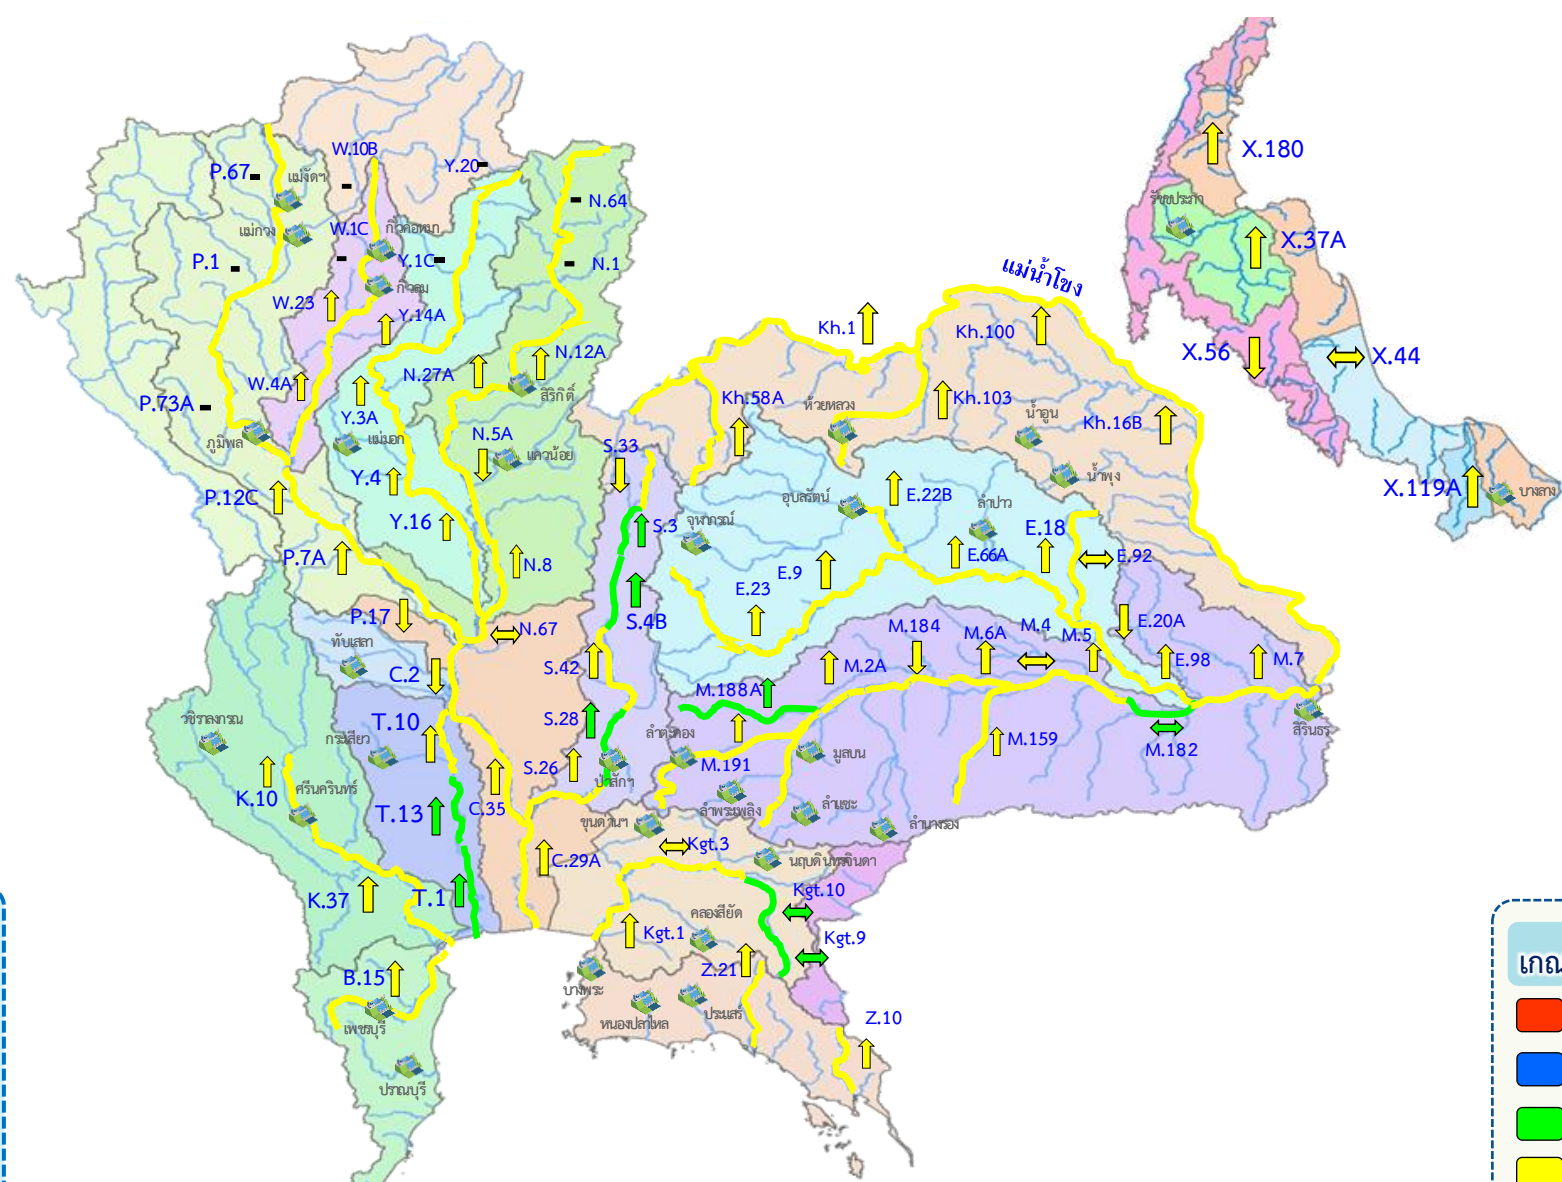 W.10B
Y.20
P.67
แม่งัดฯ
X.180
N.64
รัชชประภา
แม่กวง
W.1C
กิ่วคอหมา
X.37A
P.1
Y.1C
N.1
แม่น้ำโขง
กิ่วลม
W.23
Y.14A
Kh.1
Kh.100
X.56
X.44
N.12A
N.27A
W.4A
สิริกิติ์
P.73A
Y.3A
Kh.58A
ห้วยหลวง
Kh.103
น้ำอูน
Kh.16B
ภูมิพล
แม่มอก
N.5A
แควน้อย
S.33
Y.4
น้ำพุง
X.119A
บางลาง
P.12C
อุบลรัตน์
E.22B
ลำปาว
Y.16
จุฬาภรณ์
S.3
E.18
P.7A
N.8
E.9
E.66A
E.92
E.23
P.17
N.67
S.4B
M.184
M.6A
M.4
M.5
E.20A
ทับเสลา
C.2
S.42
M.2A
E.98
M.7
M.188A
วชิราลงกรณ
T.10
S.28
กระเสียว
ลำตะคอง
สิรินธร
M.159
M.182
มูลบน
S.26
M.191
ป่าสักฯ
K.10
ศรีนครินทร์
T.13
C.35
ลำพระเพลิง
ลำแชะ
ขุนด่านฯ
ลำนางรอง
Kgt.3
C.29A
นฤบดินทรจินดา
K.37
T.1
Kgt.10
คลองสียัด
Kgt.1
Kgt.9
เกณ
B.15
Z.21
บางพระ
หนองปลาไหล
ประแสร์
Z.10
เพชรบุรี
ปราณบุรี